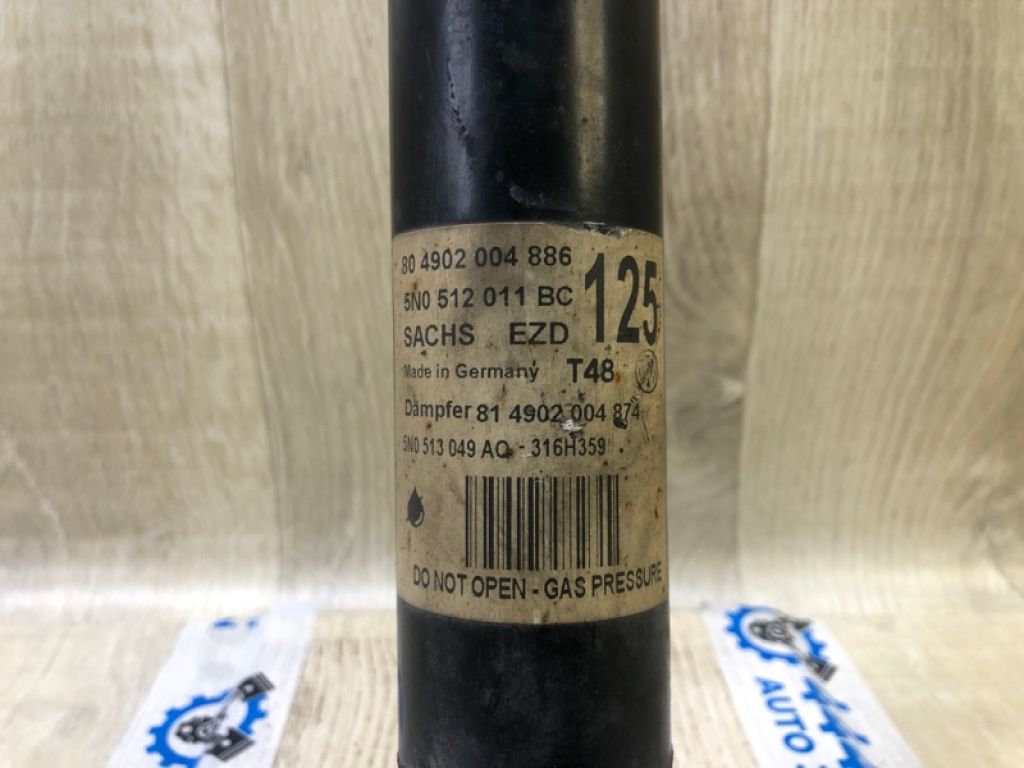 80 4902 004 886
5N0 512 011 BC
125
SACHS EZD
Made in Germany T48
Dämpfer 81 4902 004 874
5N0 513 049 AQ - 316H359
DO NOT OPEN - GAS PRESSURE
AUTO